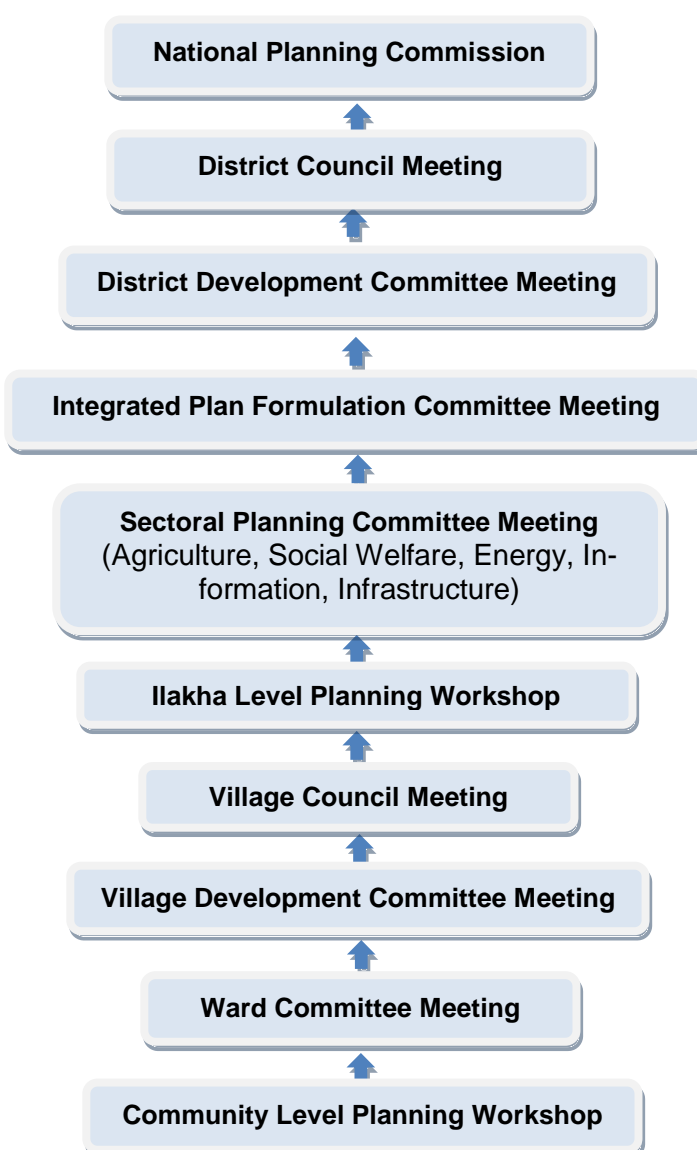 National Planning Commission
District Council Meeting
District Development Committee Meeting
Integrated Plan Formulation Committee Meeting
Sectoral Planning Committee Meeting
(Agriculture, Social Welfare, Energy, In-
formation, Infrastructure)
Ilakha Level Planning Workshop
Village Council Meeting
Village Development Committee Meeting
Ward Committee Meeting
Community Level Planning Workshop